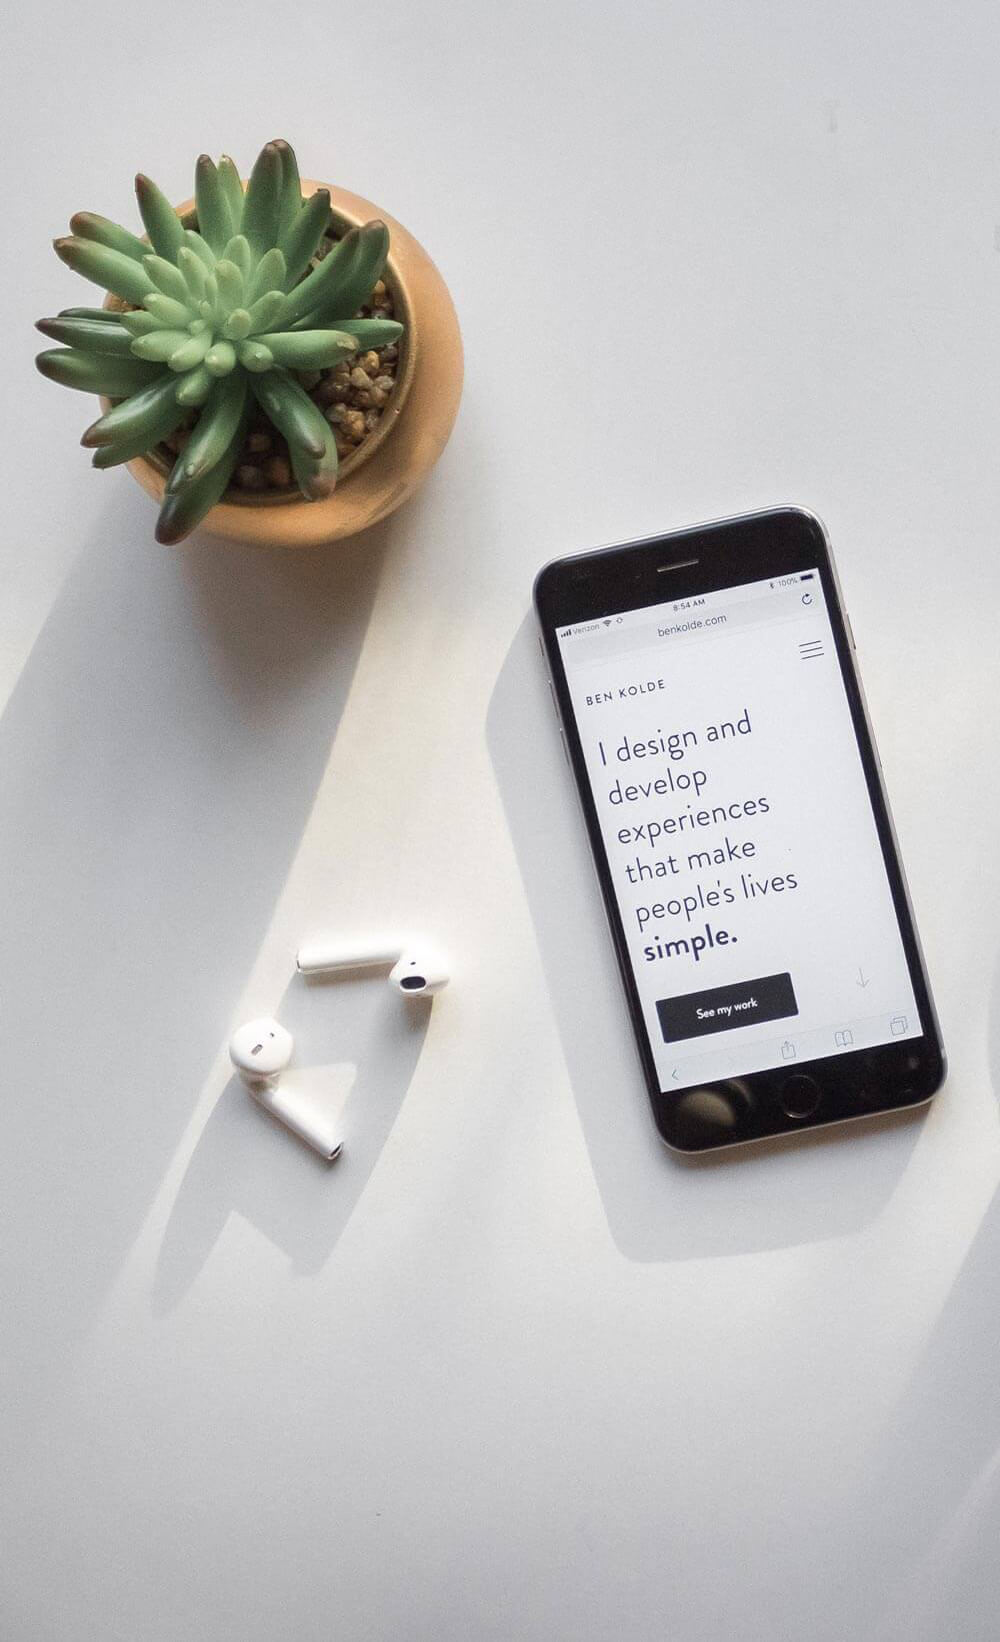 Verizon 8:54 AM 100%
benkolde.com
BEN KOLDE
I design and
develop
experiences
that make
people's lives
simple.
See my work